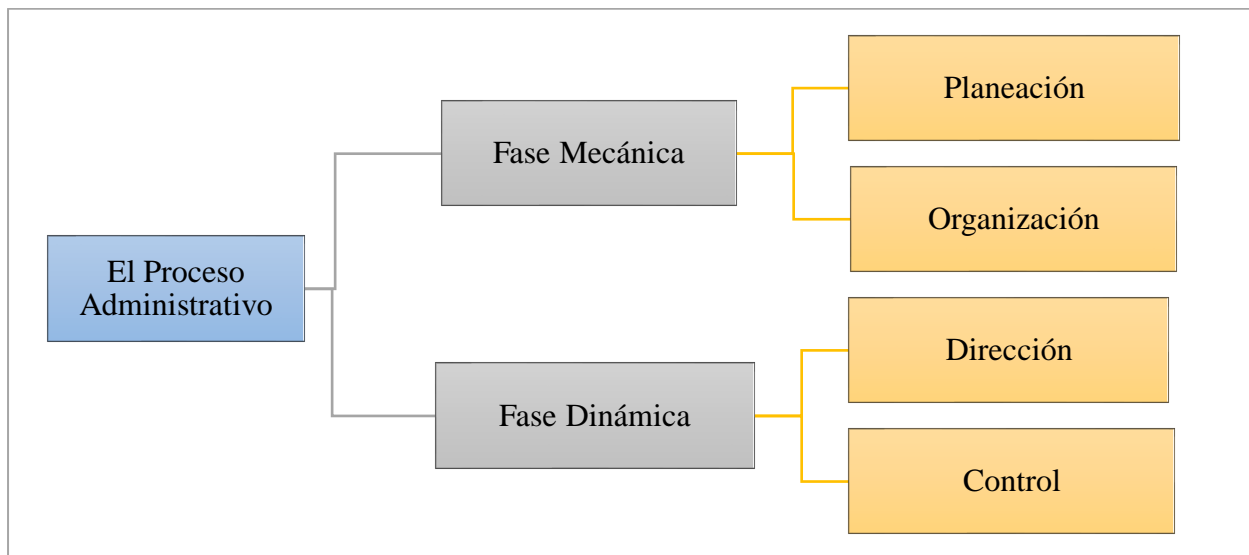 El Proceso
Administrativo
Fase Mecánica
Planeación
Organización
Fase Dinámica
Dirección
Control